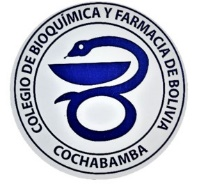 COLEGIO DE BIOQUÍMICA Y FARMACIA DE BOLIVIA
COCHABAMBA